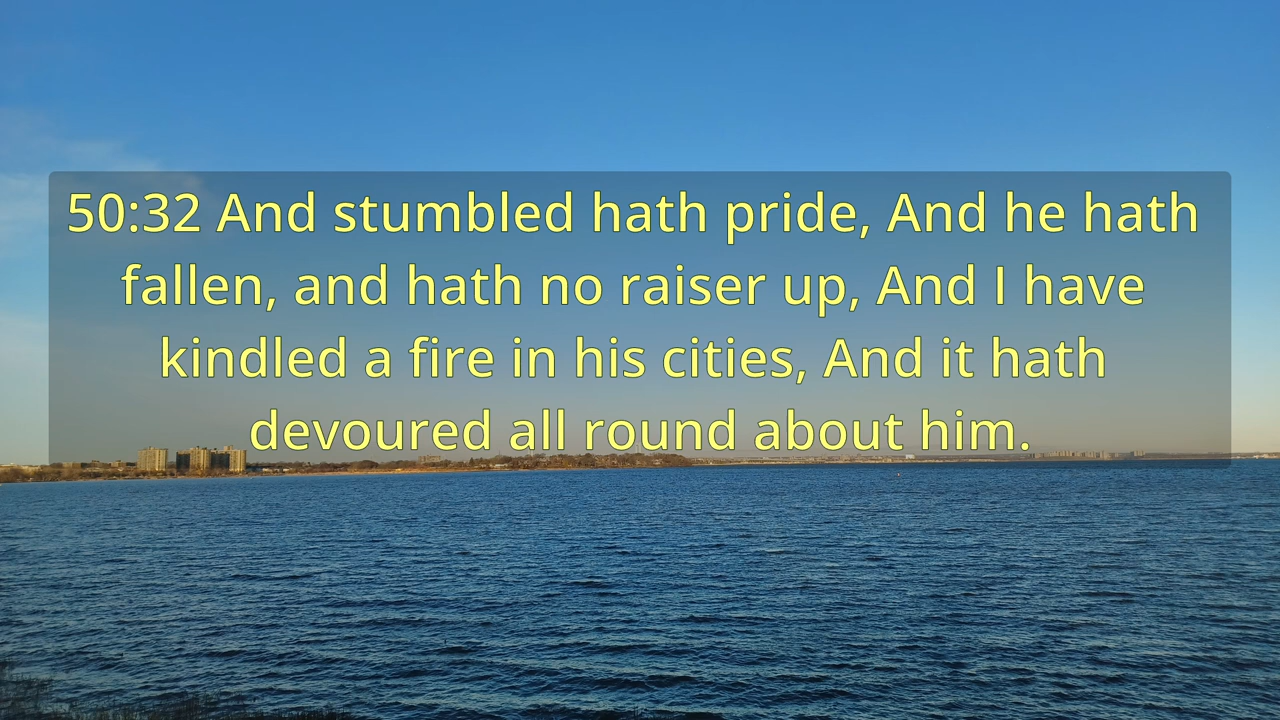 50:32 And stumbled hath pride, And he hath
fallen, and hath no raiser up, And I have
kindled a fire in his cities, And it hath
devoured all round about him.